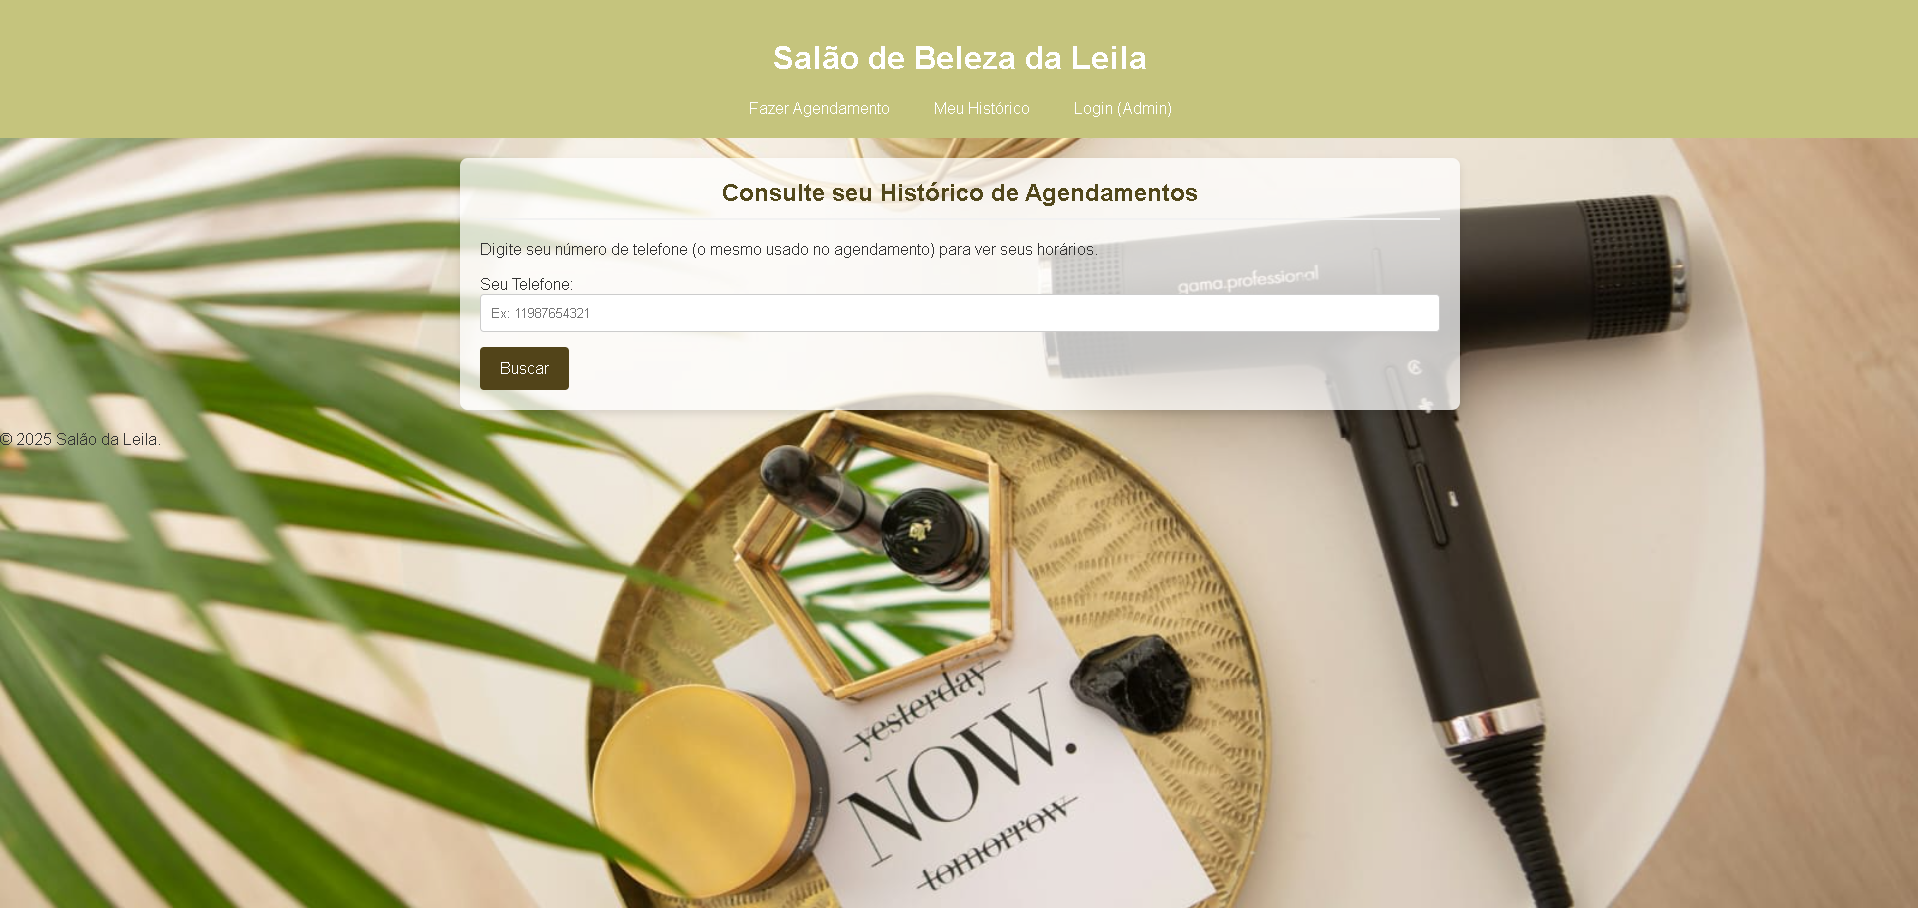 Salão de Beleza da Leila
Fazer Agendamento Meu Histórico Login (Admin)
Consulte seu Histórico de Agendamentos
Digite seu número de telefone (o mesmo usado no agendamento) para ver seus horários.
gama.professional
Seu Telefone:
Ex: 11987654321
Buscar
© 2025 Salão da Leila.
yesterday
NOW.
tomorrow